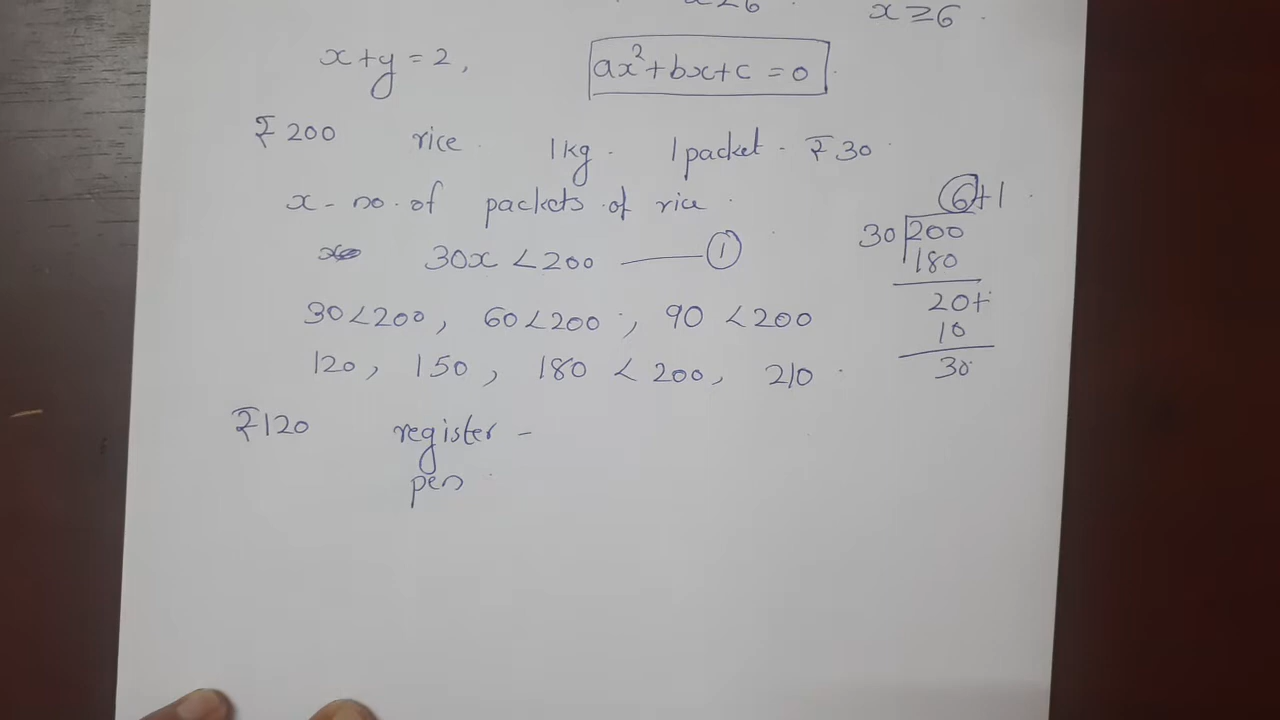 x ≥ 6 .
x + y = 2 , ax² + bx + c = 0 .
₹ 200 rice . 1 kg . 1 packet - ₹ 30 .
x - no. of packets of rice .
30x < 200 —— ①
30 < 200 , 60 < 200 , 90 < 200
120 , 150 , 180 < 200 , 210 .
₹ 120 register -
pen
6 + 1
30 200
180
20 +
10
30